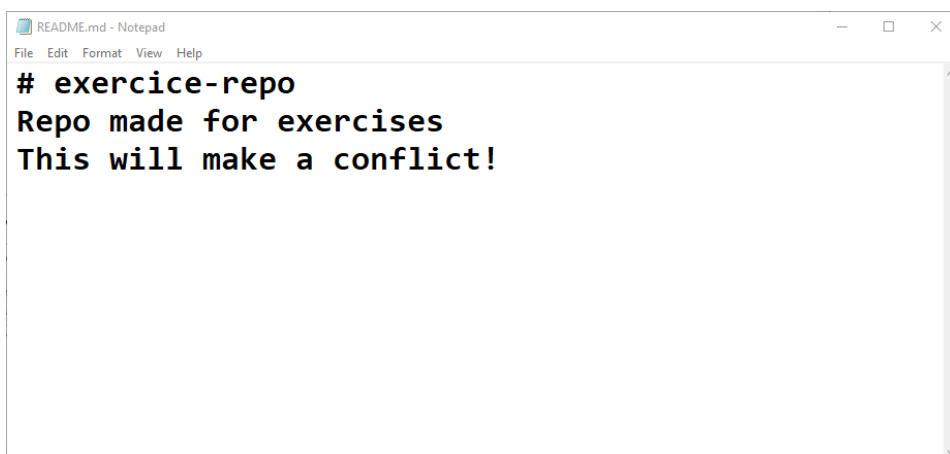 README.md - Notepad
File Edit Format View Help
# exercice-repo
Repo made for exercises
This will make a conflict!